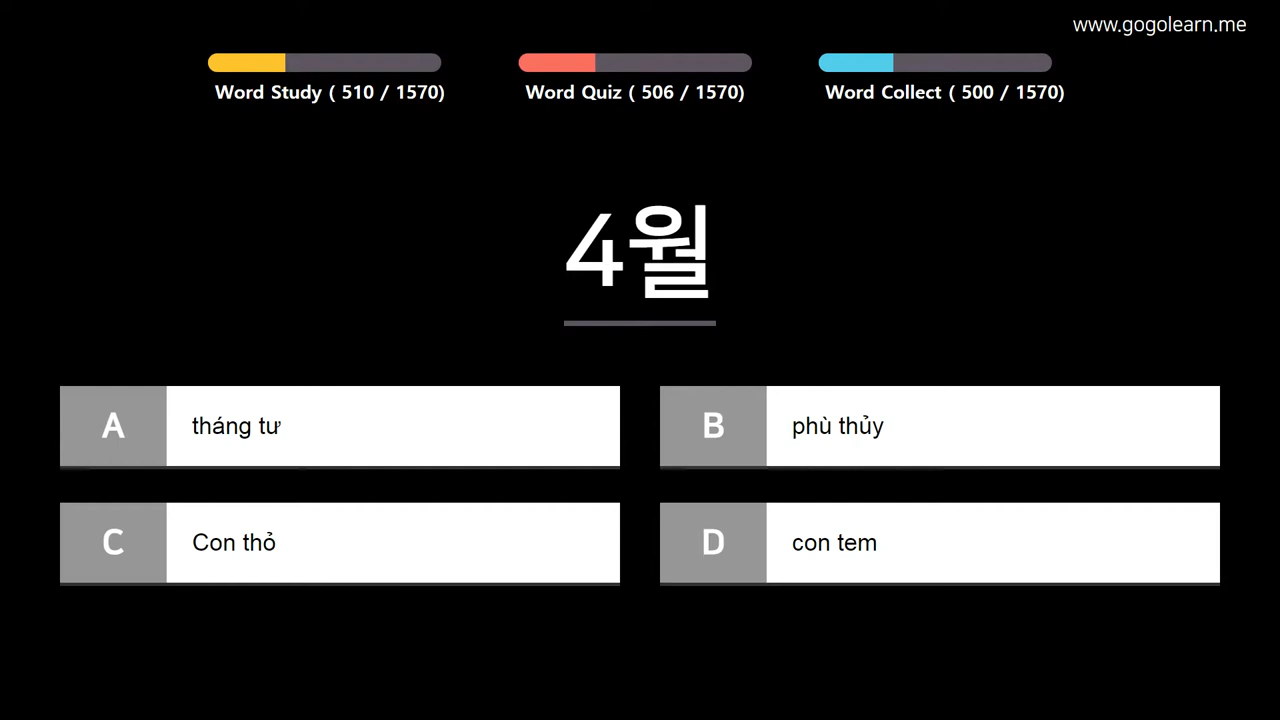 www.gogolearn.me
Word Study ( 510 / 1570)
Word Quiz ( 506 / 1570)
Word Collect ( 500 / 1570)
4월
A
tháng tư
B
phù thủy
C
Con thỏ
D
con tem